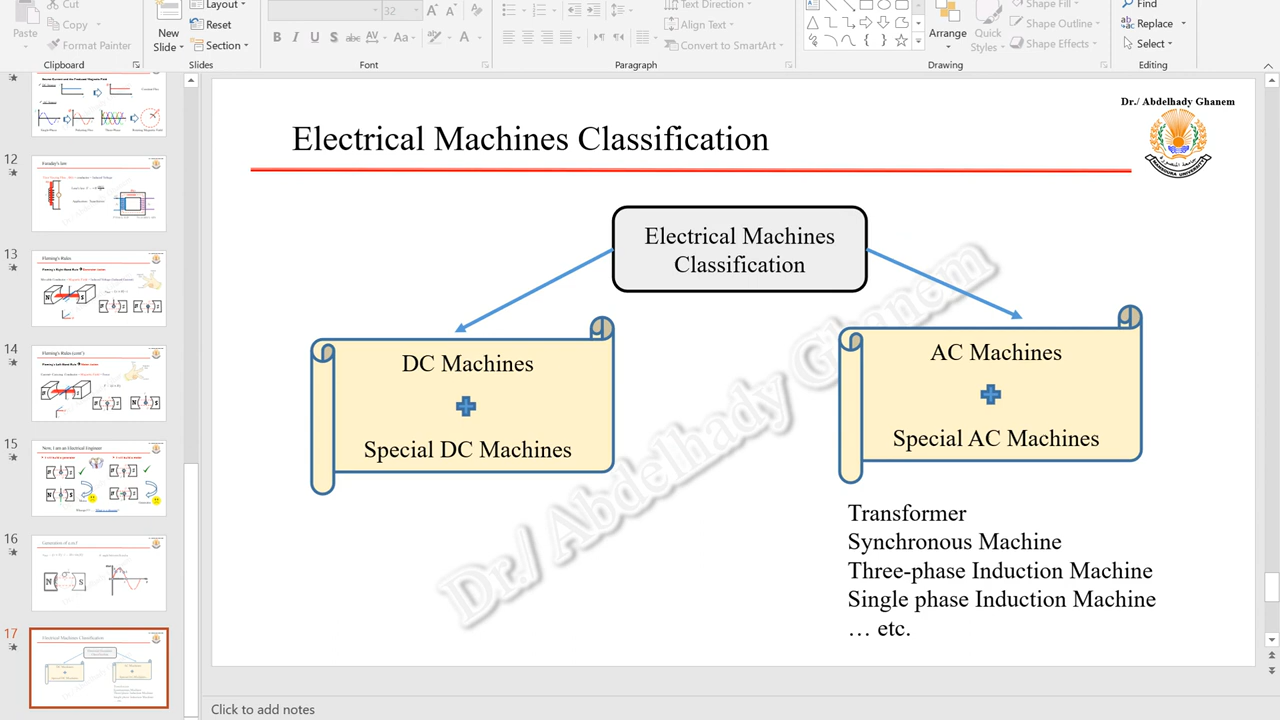 Cut
Copy
Paste
Format Painter
Clipboard
New
Slide
Layout
Reset
Section
Slides
32
B I U S
AV
Aa
A
Font
Text Direction
Align Text
Convert to SmartArt
Paragraph
Arrange
Quick
Styles
Shape Fill
Shape Outline
Shape Effects
Drawing
Find
Replace
Select
Editing
12
Faraday's law
13
Fleming's Rules
14
Fleming's Rules (cont')
15
Now, I am an Electrical Engineer
16
Generation of e.m.f
17
Electrical Machines Classification
Dr./ Abdelhady Ghanem
MANSOURA UNIVERSITY
Electrical Machines Classification
Electrical Machines
Classification
DC Machines
Special DC Machines
AC Machines
Special AC Machines
Transformer
Synchronous Machine
Three-phase Induction Machine
Single phase Induction Machine
… etc.
Dr./ Abdelhady Ghanem
Click to add notes